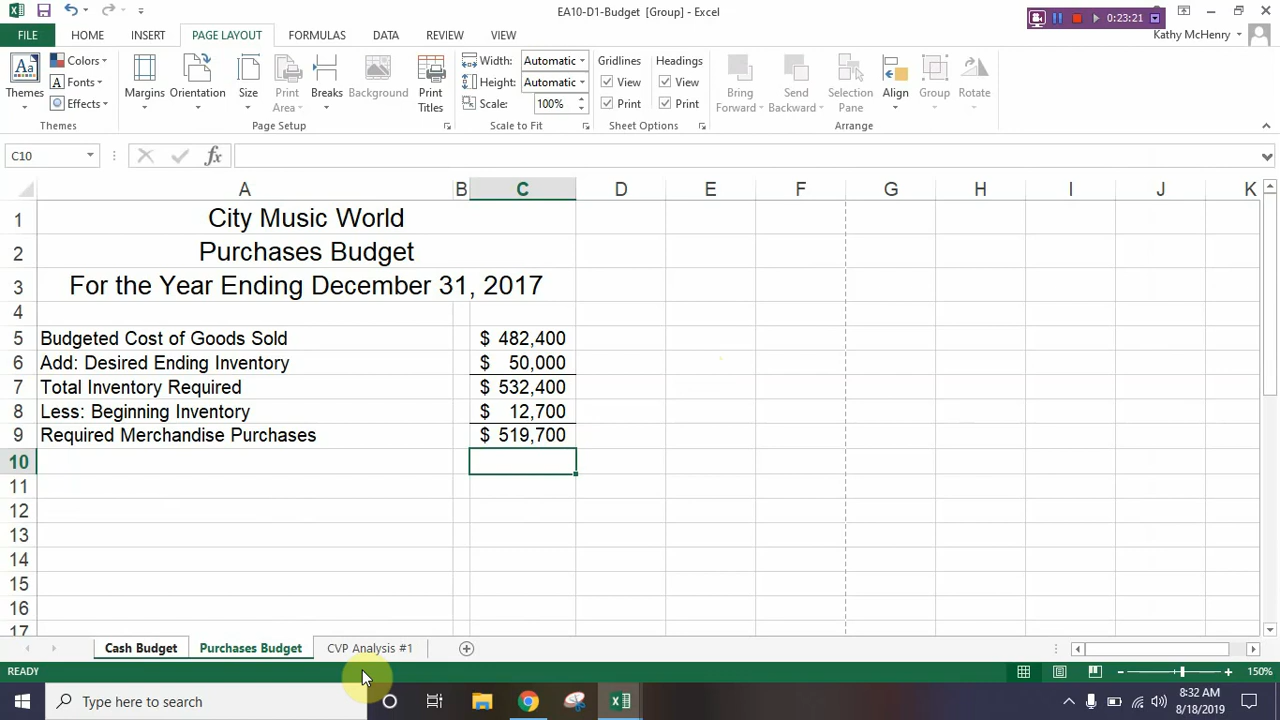 EA10-D1-Budget [Group] - Excel
00:23:21
FILE HOME INSERT PAGE LAYOUT FORMULAS DATA REVIEW VIEW
Kathy McHenry
Themes
Colors
Fonts
Effects
Themes
Margins
Orientation
Size
Print
Area
Breaks
Background
Print
Titles
Page Setup
Width: Automatic
Height: Automatic
Scale: 100%
Scale to Fit
Gridlines
View
Print
Headings
View
Print
Sheet Options
Bring
Forward
Send
Backward
Selection
Pane
Align
Group
Rotate
Arrange
C10
fx
A B C D E F G H I J K
1 City Music World
2 Purchases Budget
3 For the Year Ending December 31, 2017
4
5 Budgeted Cost of Goods Sold $ 482,400
6 Add: Desired Ending Inventory $ 50,000
7 Total Inventory Required $ 532,400
8 Less: Beginning Inventory $ 12,700
9 Required Merchandise Purchases $ 519,700
10
11
12
13
14
15
16
17
Cash Budget Purchases Budget CVP Analysis #1
READY
150%
Type here to search
8:32 AM
8/18/2019